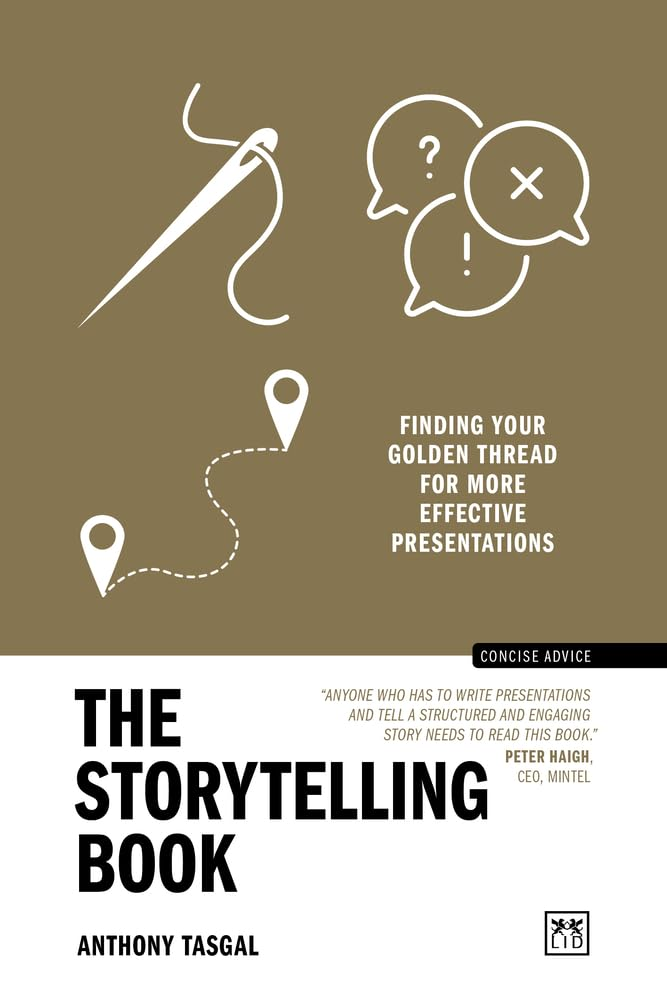 ?
×
!
FINDING YOUR
GOLDEN THREAD
FOR MORE
EFFECTIVE
PRESENTATIONS
CONCISE ADVICE
“ANYONE WHO HAS TO WRITE PRESENTATIONS
AND TELL A STRUCTURED AND ENGAGING
STORY NEEDS TO READ THIS BOOK.”
PETER HAIGH,
CEO, MINTEL
THE
STORYTELLING
BOOK
ANTHONY TASGAL
LID